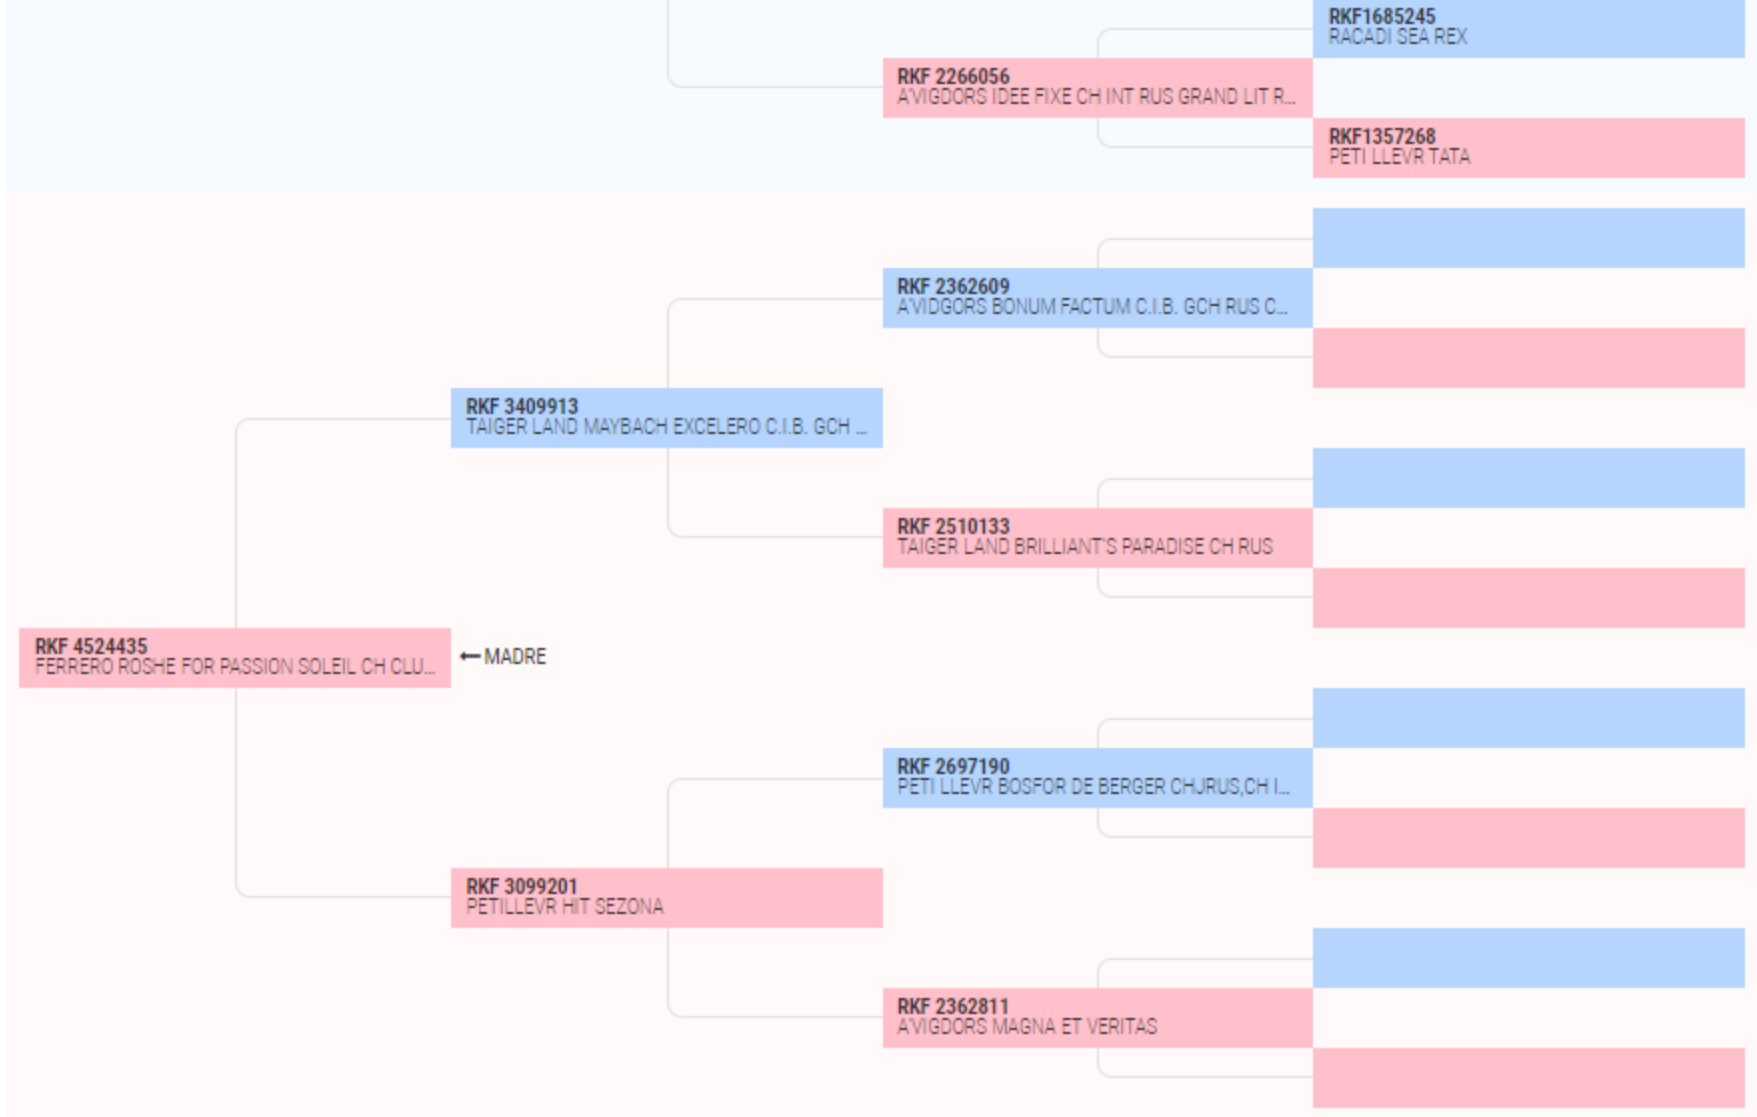 RKF1685245
RACADI SEA REX
RKF 2266056
A'VIGDORS IDEE FIXE CH INT RUS GRAND LIT R...
RKF1357268
PETI LLEVR TATA
RKF 2362609
A'VIDGORS BONUM FACTUM C.I.B. GCH RUS C...
RKF 3409913
TAIGER LAND MAYBACH EXCELERO C.I.B. GCH ...
RKF 2510133
TAIGER LAND BRILLIANT'S PARADISE CH RUS
RKF 4524435
FERRERO ROSHE FOR PASSION SOLEIL CH CLU...
←MADRE
RKF 2697190
PETI LLEVR BOSFOR DE BERGER CHJRUS,CH I...
RKF 3099201
PETILLEVR HIT SEZONA
RKF 2362811
A'VIGDORS MAGNA ET VERITAS